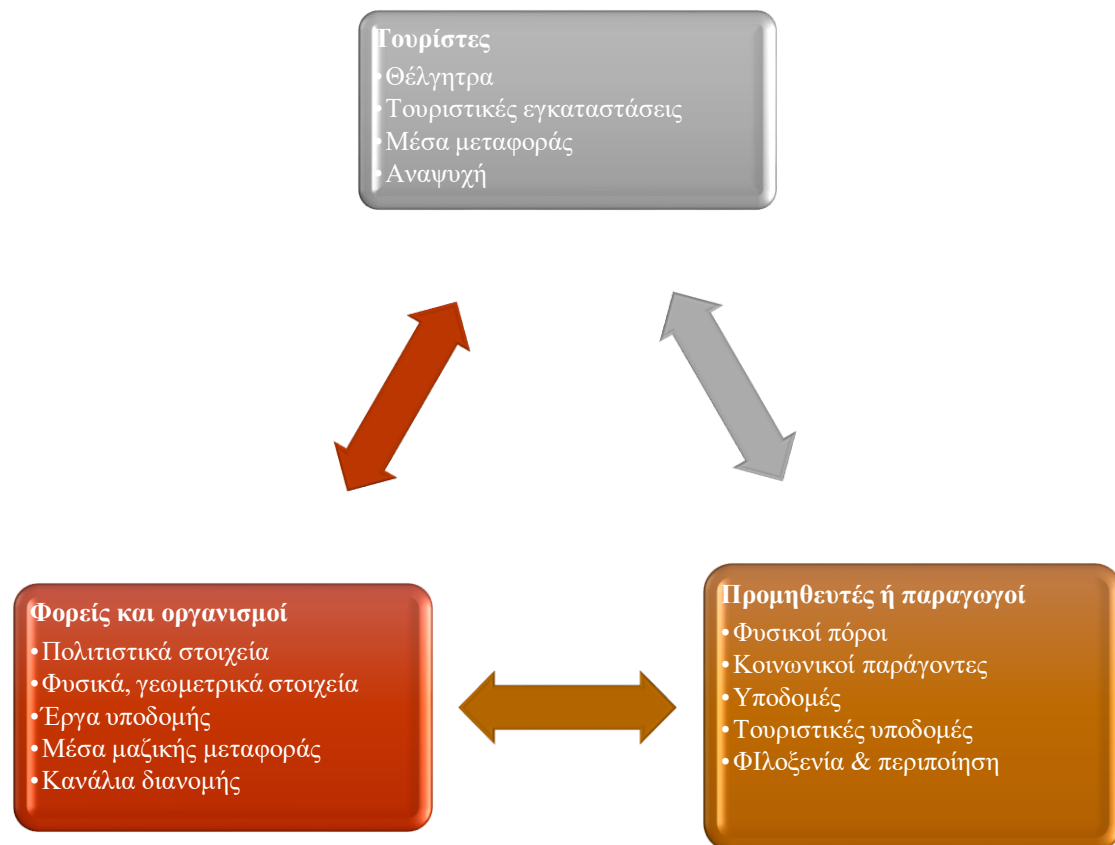 Τουρίστες
•Θέλγητρα
•Τουριστικές εγκαταστάσεις
•Μέσα μεταφοράς
•Αναψυχή
Φορείς και οργανισμοί
•Πολιτιστικά στοιχεία
•Φυσικά, γεωμετρικά στοιχεία
•Έργα υποδομής
•Μέσα μαζικής μεταφοράς
•Κανάλια διανομής
Προμηθευτές ή παραγωγοί
•Φυσικοί πόροι
•Κοινωνικοί παράγοντες
•Υποδομές
•Τουριστικές υποδομές
•ΦΙλοξενία & περιποίηση